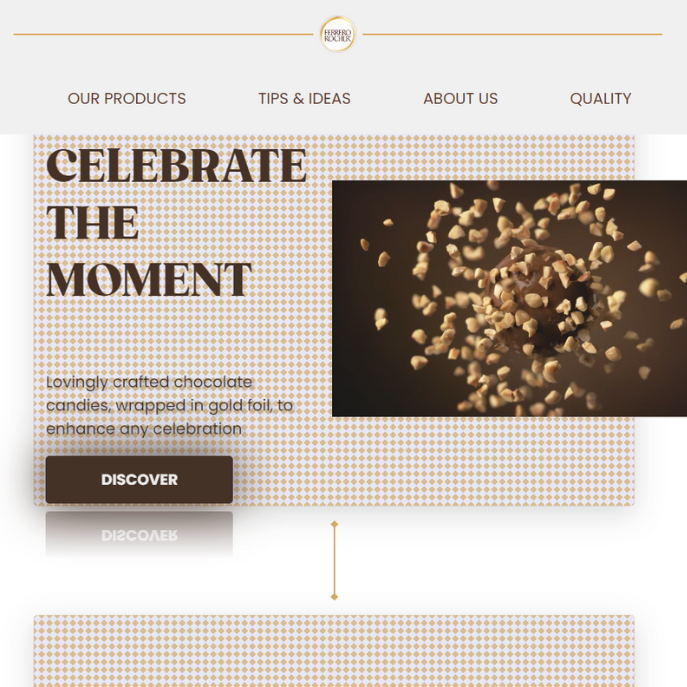 FERRERO
ROCHER
OUR PRODUCTS TIPS & IDEAS ABOUT US QUALITY
CELEBRATE
THE
MOMENT
Lovingly crafted chocolate
candies, wrapped in gold foil, to
enhance any celebration
DISCOVER
DISCOVER